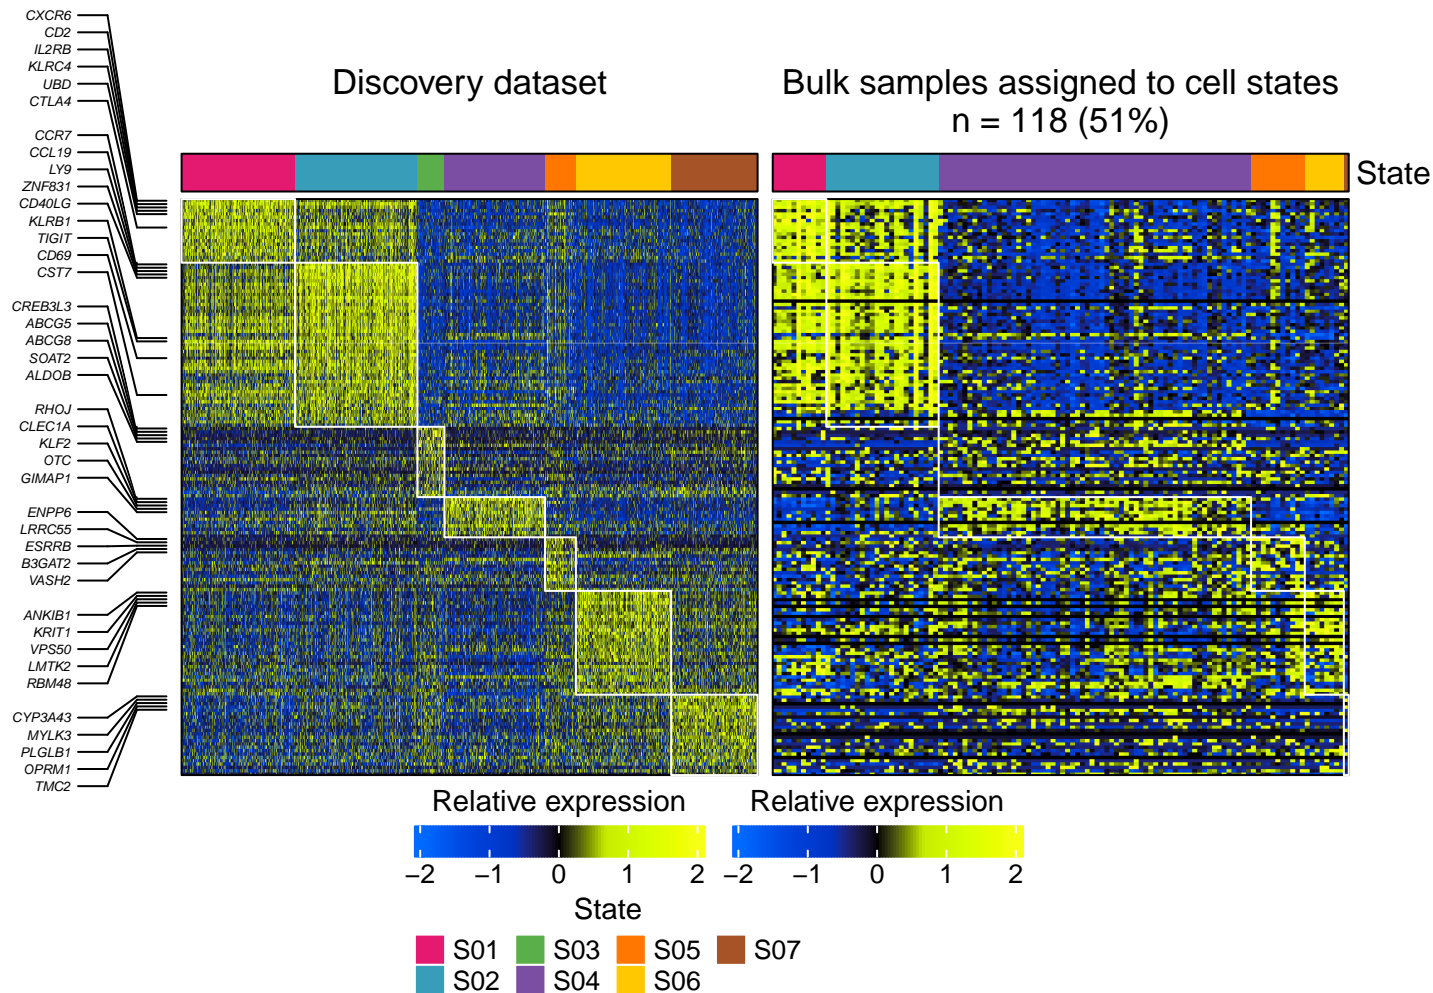 CXCR6
CD2
IL2RB
KLRC4
UBD
CTLA4
CCR7
CCL19
LY9
ZNF831
CD40LG
KLRB1
TIGIT
CD69
CST7
CREB3L3
ABCG5
ABCG8
SOAT2
ALDOB
RHOJ
CLEC1A
KLF2
OTC
GIMAP1
ENPP6
LRRC55
ESRRB
B3GAT2
VASH2
ANKIB1
KRIT1
VPS50
LMTK2
RBM48
CYP3A43
MYLK3
PLGLB1
OPRM1
TMC2
Discovery dataset
Bulk samples assigned to cell states
n = 118 (51%)
State
Relative expression
−2 −1 0 1 2
Relative expression
−2 −1 0 1 2
State
S01 S03 S05 S07
S02 S04 S06